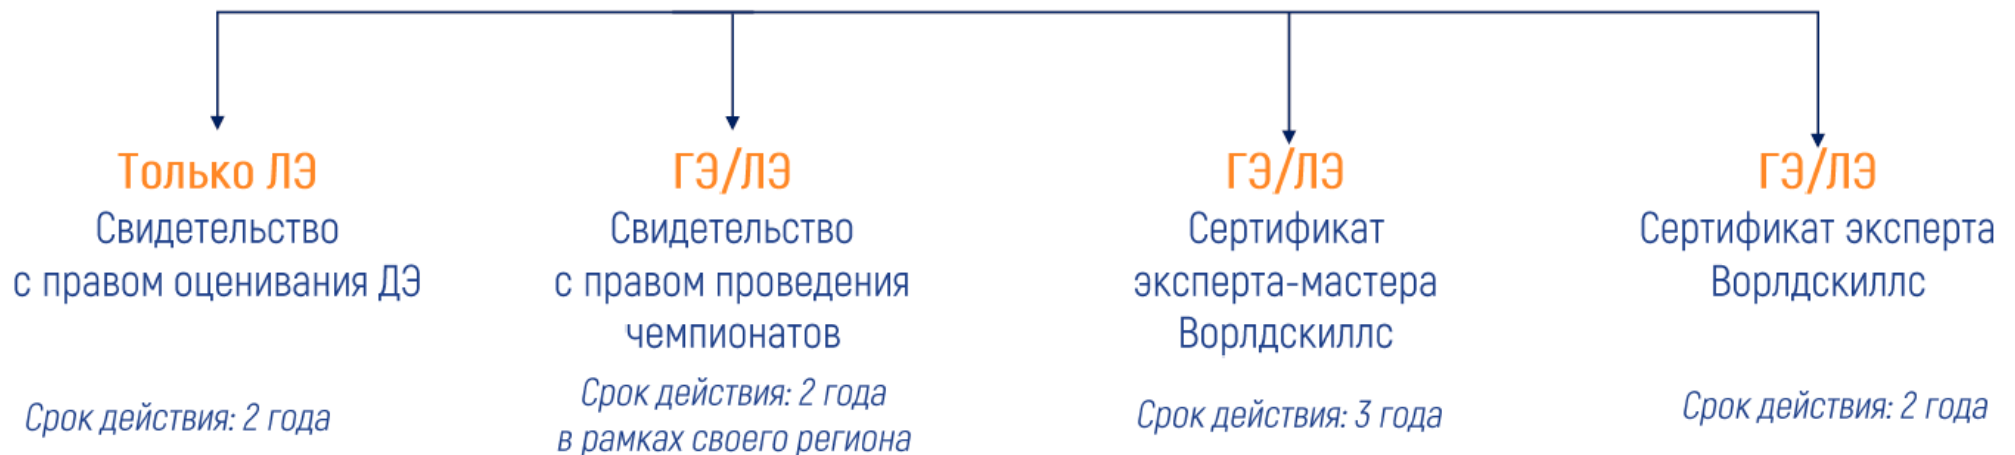 Только ЛЭ
Свидетельство
с правом оценивания ДЭ
Срок действия: 2 года
ГЭ/ЛЭ
Свидетельство
с правом проведения
чемпионатов
Срок действия: 2 года
в рамках своего региона
ГЭ/ЛЭ
Сертификат
эксперта-мастера
Ворлдскиллс
Срок действия: 3 года
ГЭ/ЛЭ
Сертификат эксперта
Ворлдскиллс
Срок действия: 2 года